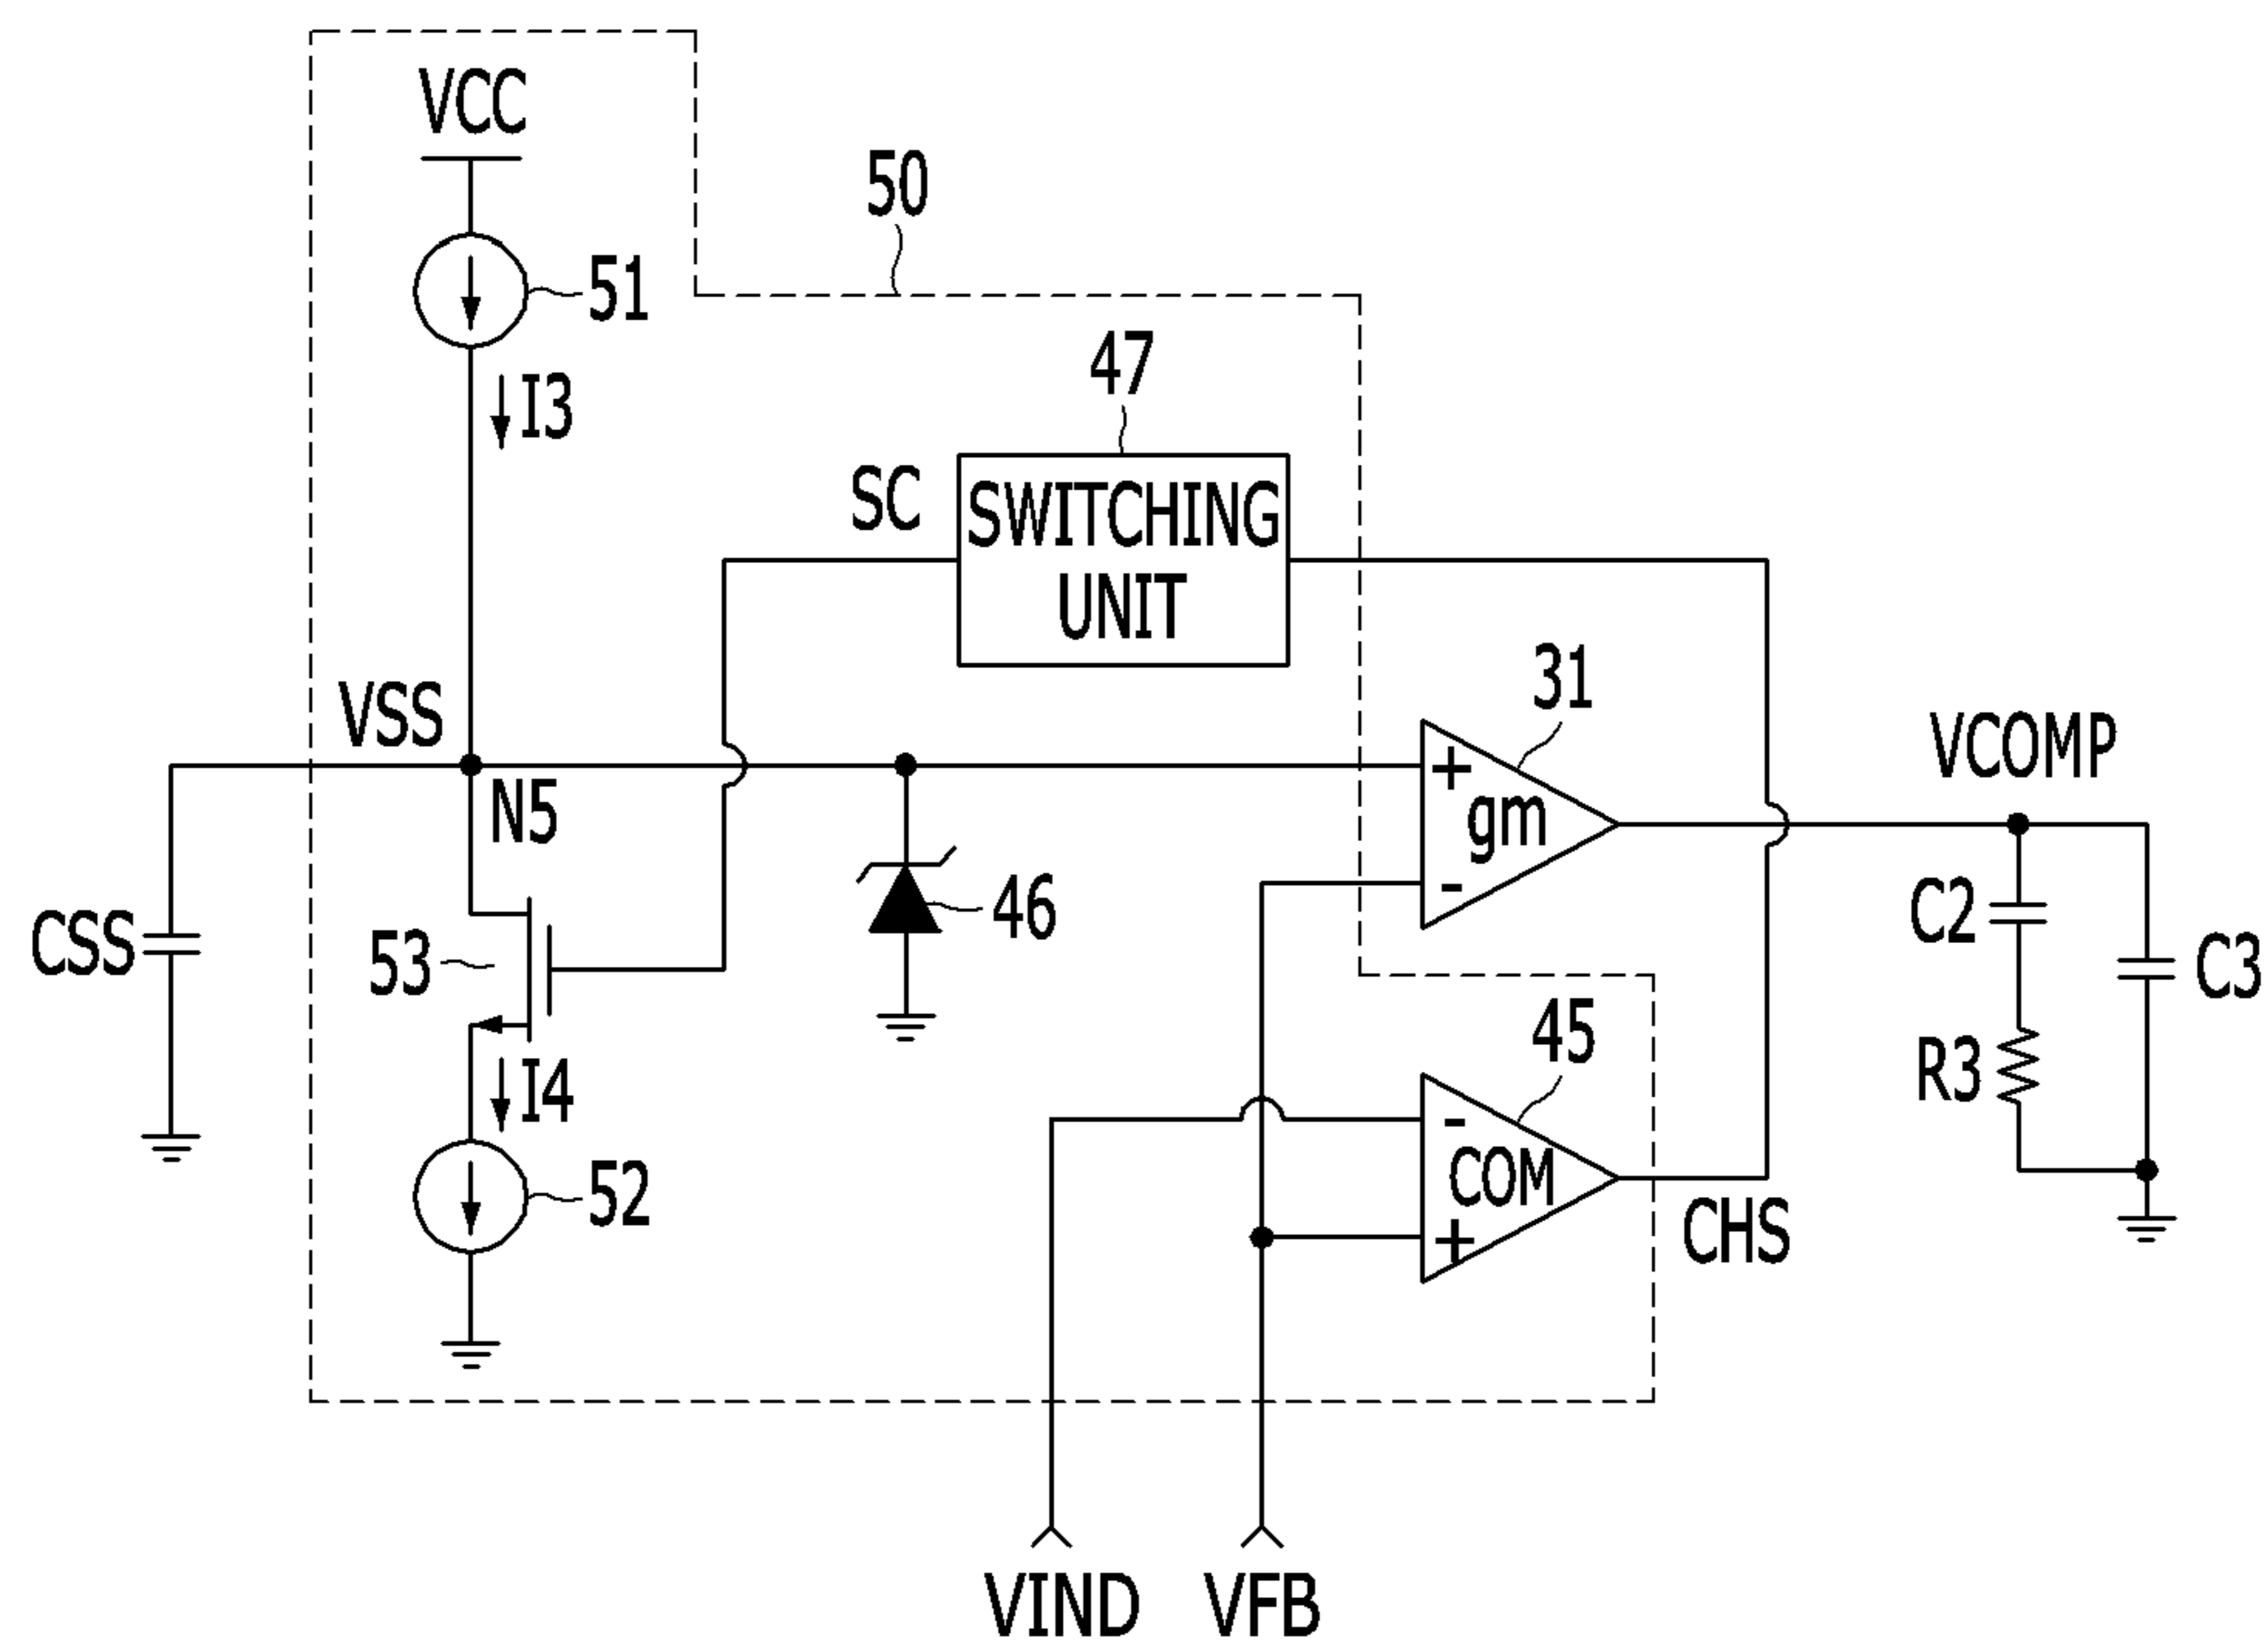 VCC
50
51
I3
47
SC
SWITCHING
UNIT
31
VSS
VCOMP
+
gm
-
N5
CSS
53
46
C2
C3
45
I4
R3
-
COM
+
52
CHS
VIND
VFB